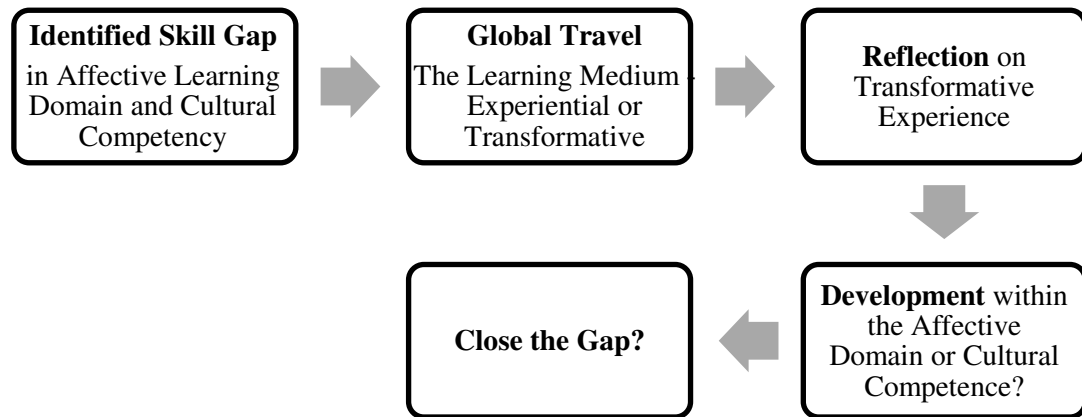 Identified Skill Gap
in Affective Learning
Domain and Cultural
Competency
Global Travel
The Learning Medium -
Experiential or
Transformative
Reflection on
Transformative
Experience
Development within
the Affective
Domain or Cultural
Competence?
Close the Gap?